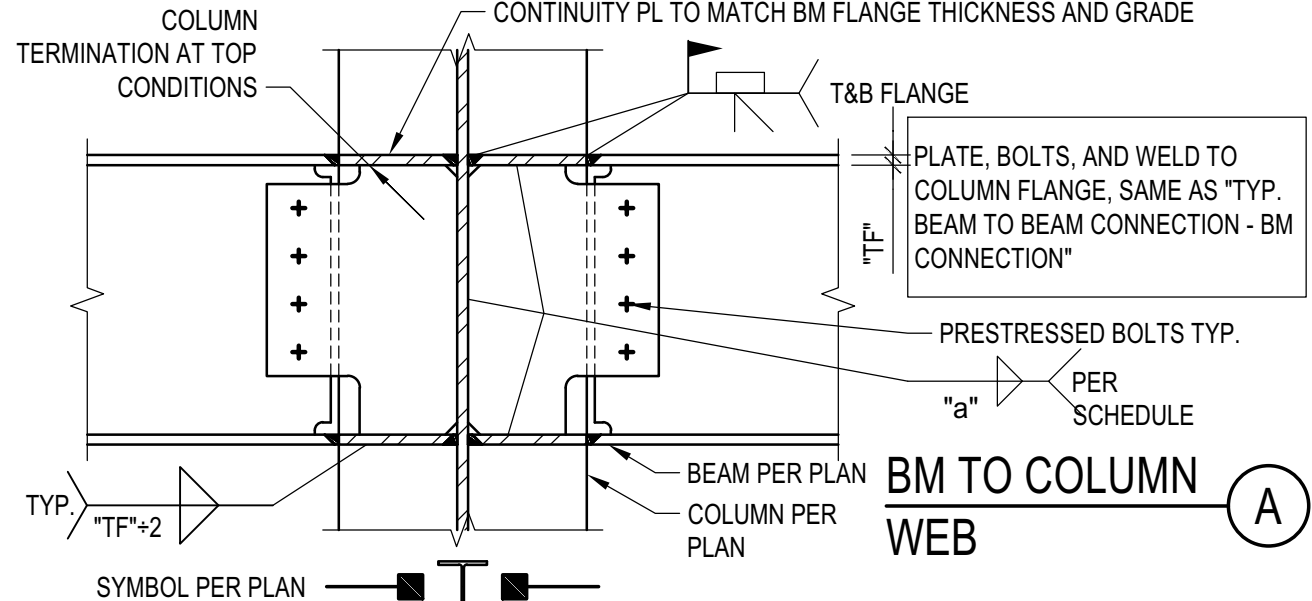 COLUMN
TERMINATION AT TOP
CONDITIONS
CONTINUITY PL TO MATCH BM FLANGE THICKNESS AND GRADE
T&B FLANGE
"TF"
PLATE, BOLTS, AND WELD TO
COLUMN FLANGE, SAME AS "TYP.
BEAM TO BEAM CONNECTION - BM
CONNECTION"
PRESTRESSED BOLTS TYP.
"a"
PER
SCHEDULE
BEAM PER PLAN
COLUMN PER
PLAN
TYP.
"TF"÷2
SYMBOL PER PLAN
BM TO COLUMN
WEB
A